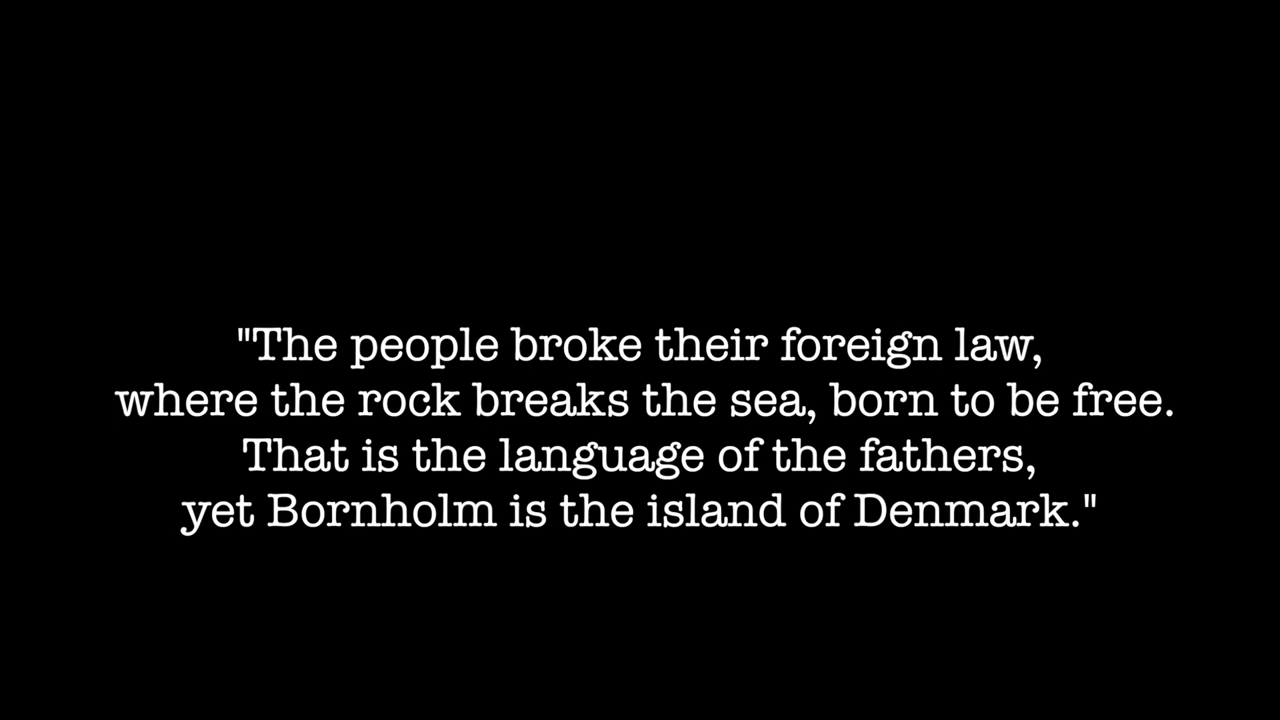 "The people broke their foreign law,
where the rock breaks the sea, born to be free.
That is the language of the fathers,
yet Bornholm is the island of Denmark."